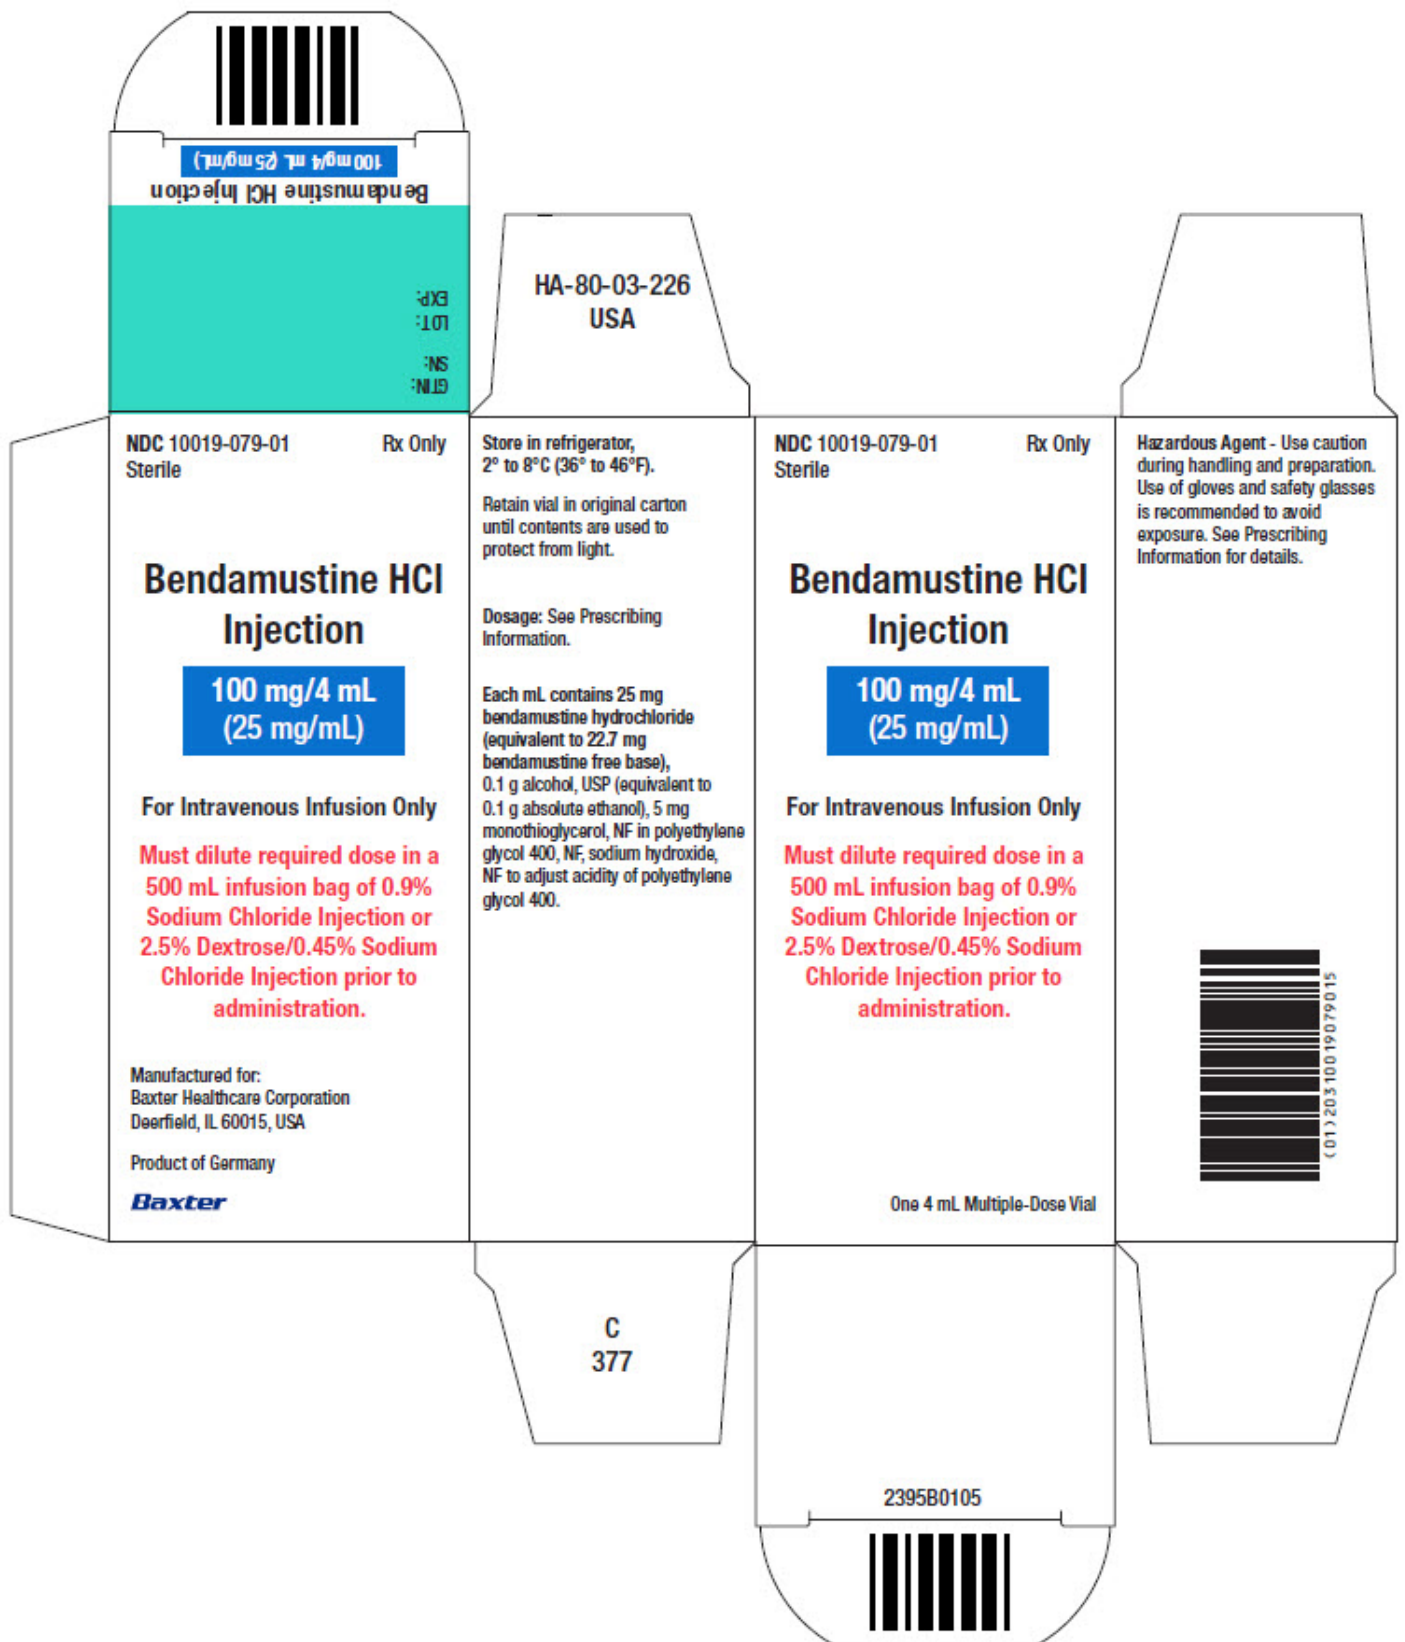 100 mg/4 mL (25 mg/mL)
Bendamustine HCl Injection
EXP:
LOT:
SN:
GTIN:
HA-80-03-226
USA
NDC 10019-079-01 Rx Only
Sterile
Bendamustine HCl
Injection
100 mg/4 mL
(25 mg/mL)
For Intravenous Infusion Only
Must dilute required dose in a
500 mL infusion bag of 0.9%
Sodium Chloride Injection or
2.5% Dextrose/0.45% Sodium
Chloride Injection prior to
administration.
Manufactured for:
Baxter Healthcare Corporation
Deerfield, IL 60015, USA
Product of Germany
Baxter
Store in refrigerator,
2° to 8°C (36° to 46°F).
Retain vial in original carton
until contents are used to
protect from light.
Dosage: See Prescribing
Information.
Each mL contains 25 mg
bendamustine hydrochloride
(equivalent to 22.7 mg
bendamustine free base),
0.1 g alcohol, USP (equivalent to
0.1 g absolute ethanol), 5 mg
monothioglycerol, NF in polyethylene
glycol 400, NF, sodium hydroxide,
NF to adjust acidity of polyethylene
glycol 400.
NDC 10019-079-01 Rx Only
Sterile
Bendamustine HCl
Injection
100 mg/4 mL
(25 mg/mL)
For Intravenous Infusion Only
Must dilute required dose in a
500 mL infusion bag of 0.9%
Sodium Chloride Injection or
2.5% Dextrose/0.45% Sodium
Chloride Injection prior to
administration.
One 4 mL Multiple-Dose Vial
Hazardous Agent - Use caution
during handling and preparation.
Use of gloves and safety glasses
is recommended to avoid
exposure. See Prescribing
Information for details.
(01)20310019079015
C
377
2395B0105